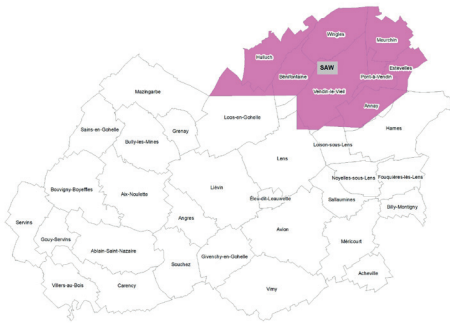 Wingles
Meurchin
Hulluch
SAW
Estevelles
Bénifontaine
Pont-à-Vendin
Vendin-le-Vieil
Mazingarbe
Annay
Loos-en-Gohelle
Sains-en-Gohelle
Grenay
Harnes
Bully-les-Mines
Loison-sous-Lens
Lens
Noyelles-sous-Lens
Fouquières-lès-Lens
Bouvigny-Boyeffles
Liévin
Aix-Noulette
Éleu-dit-Leauwette
Sallaumines
Billy-Montigny
Servins
Angres
Avion
Gouy-Servins
Méricourt
Ablain-Saint-Nazaire
Souchez
Givenchy-en-Gohelle
Acheville
Villers-au-Bois
Carency
Vimy